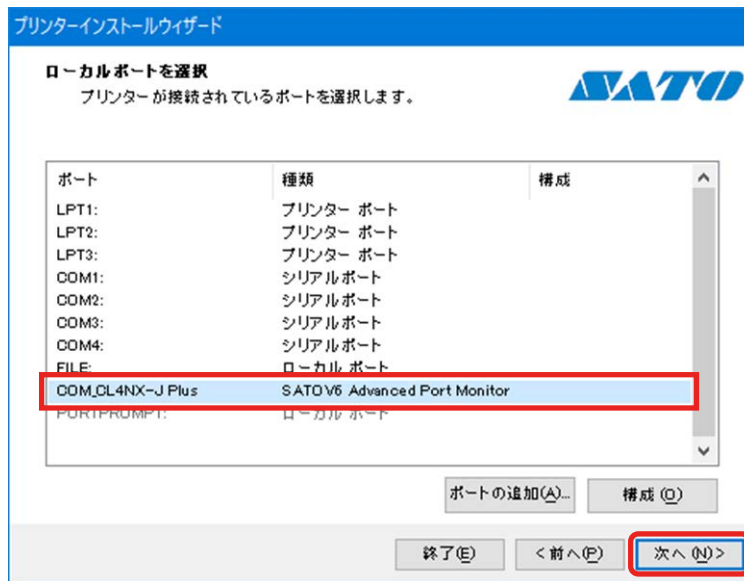 プリンターインストールウィザード
ローカルポートを選択
プリンターが接続されているポートを選択します。
SATO
ポート 種類 構成
LPT1: プリンター ポート
LPT2: プリンター ポート
LPT3: プリンター ポート
COM1: シリアルポート
COM2: シリアルポート
COM3: シリアルポート
COM4: シリアルポート
FILE: ローカル ポート
COM_CL4NX-J Plus SATO V6 Advanced Port Monitor
PORTPROMPT: ローカル ポート
ポートの追加(A)... 構成(O)
終了(E) <前へ(P) 次へ(N)>